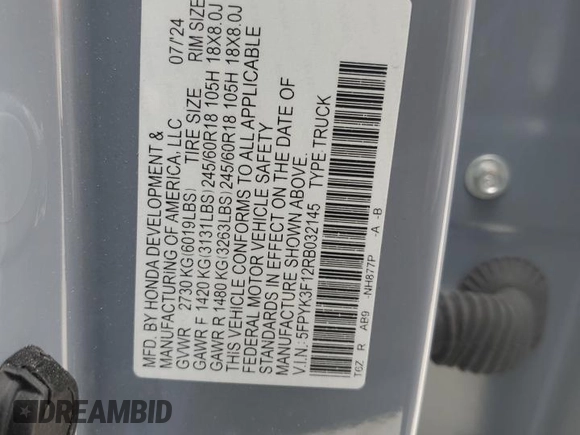 MFD. BY HONDA DEVELOPMENT &
MANUFACTURING OF AMERICA, LLC 07/'24
GVWR 2730 KG(6019LBS) TIRE SIZE RIM SIZE
GAWR F 1420 KG(3131LBS) 245/60R18 105H 18X8.0J
GAWR R 1480 KG(3263LBS) 245/60R18 105H 18X8.0J
THIS VEHICLE CONFORMS TO ALL APPLICABLE
FEDERAL MOTOR VEHICLE SAFETY
STANDARDS IN EFFECT ON THE DATE OF
MANUFACTURE SHOWN ABOVE.
V.I.N.: 5FPYK3F12RB032145 TYPE:TRUCK
T6Z R AB9 -NH877P -A -B
DREAMBID